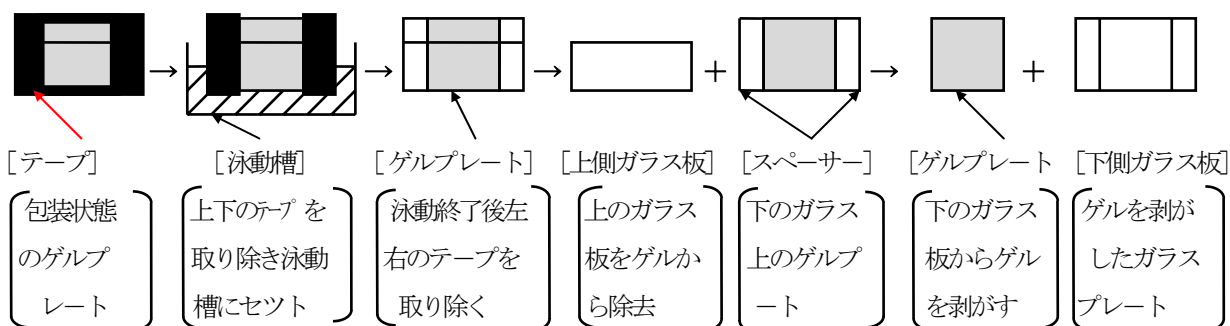 [テープ]
[泳動槽]
[ゲルプレート]
[上側ガラス板]
[スペーサー]
[ゲルプレート
[下側ガラス板]
包装状態
のゲルプ
レート
上下のテープを
取り除き泳動
槽にセツト
泳動終了後左
右のテープを
取り除く
上のガラス
板をゲルか
ら除去
下のガラス
上のゲルプ
ート
下のガラス
板からゲル
を剥がす
ゲルを剥が
したガラス
プレート